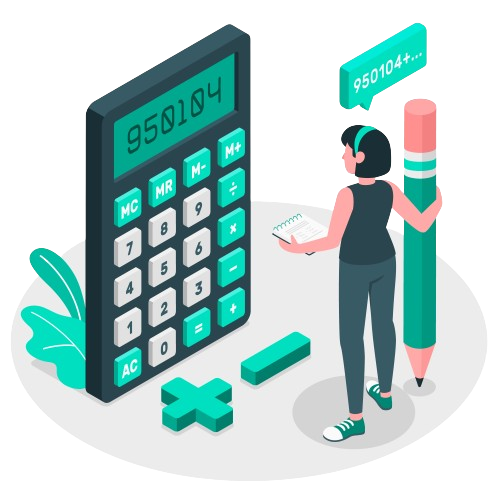 950104+...
950104
MC MR M- M+
7 8 9 ÷
4 5 6 ×
1 2 3 −
AC 0 = +